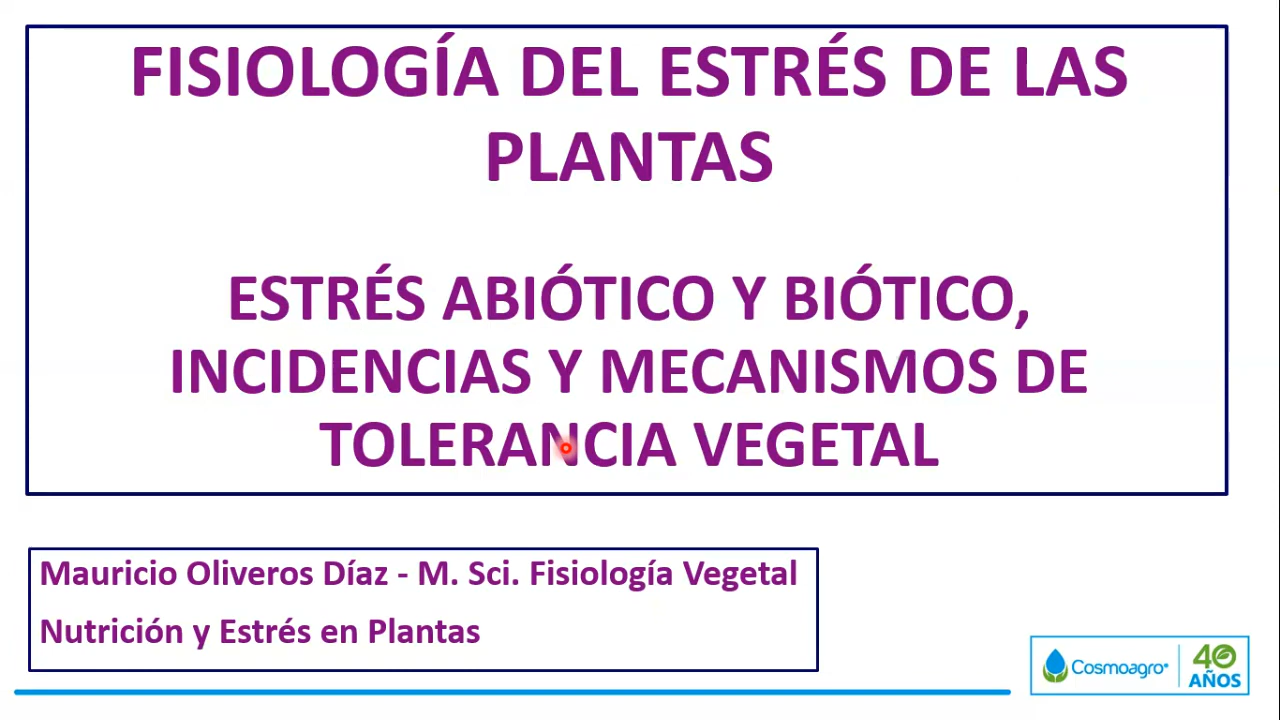 FISIOLOGÍA DEL ESTRÉS DE LAS
PLANTAS
ESTRÉS ABIÓTICO Y BIÓTICO,
INCIDENCIAS Y MECANISMOS DE
TOLERANCIA VEGETAL
Mauricio Oliveros Díaz - M. Sci. Fisiología Vegetal
Nutrición y Estrés en Plantas
Cosmoagro®
40
AÑOS